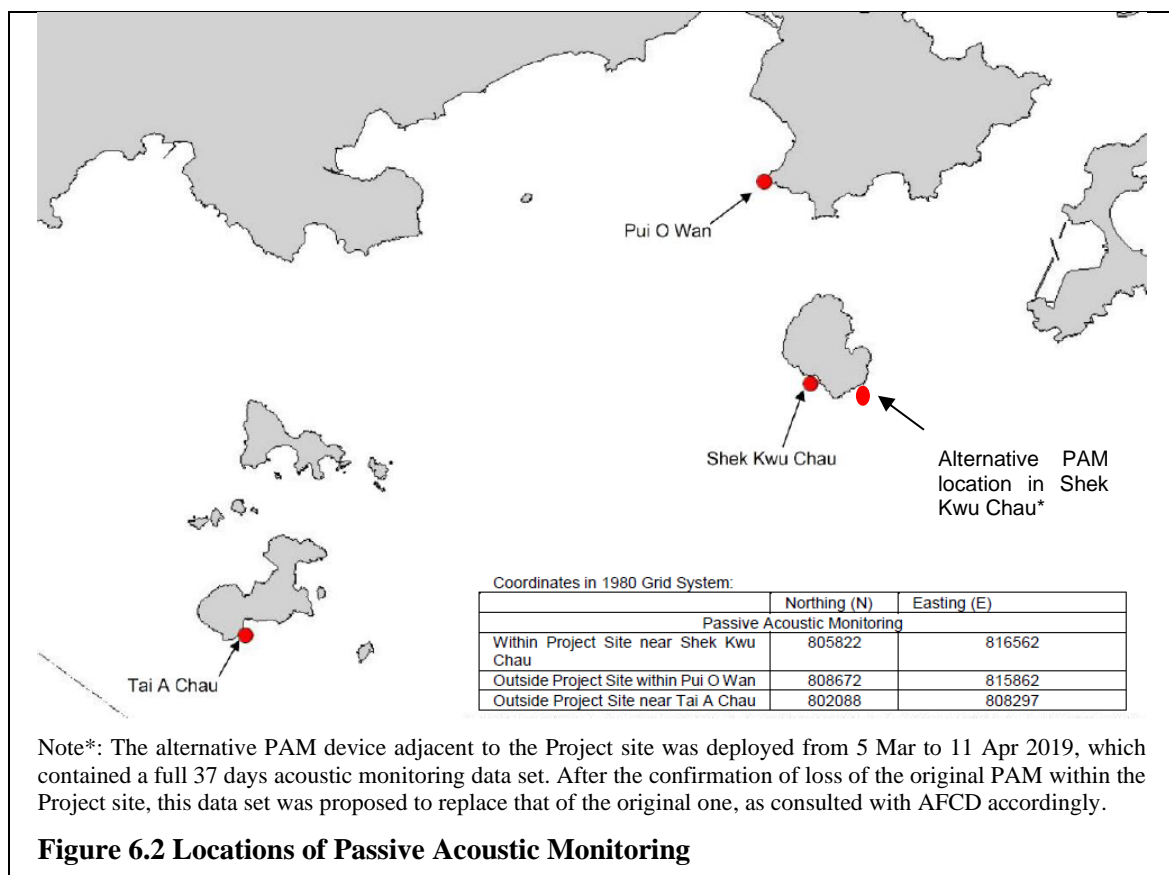 Pui O Wan
Shek Kwu Chau
Alternative PAM
location in Shek
Kwu Chau*
Tai A Chau
Coordinates in 1980 Grid System:
Northing (N) Easting (E)
Passive Acoustic Monitoring
Within Project Site near Shek Kwu
Chau 805822 816562
Outside Project Site within Pui O Wan 808672 815862
Outside Project Site near Tai A Chau 802088 808297
Note*: The alternative PAM device adjacent to the Project site was deployed from 5 Mar to 11 Apr 2019, which
contained a full 37 days acoustic monitoring data set. After the confirmation of loss of the original PAM within the
Project site, this data set was proposed to replace that of the original one, as consulted with AFCD accordingly.
Figure 6.2 Locations of Passive Acoustic Monitoring